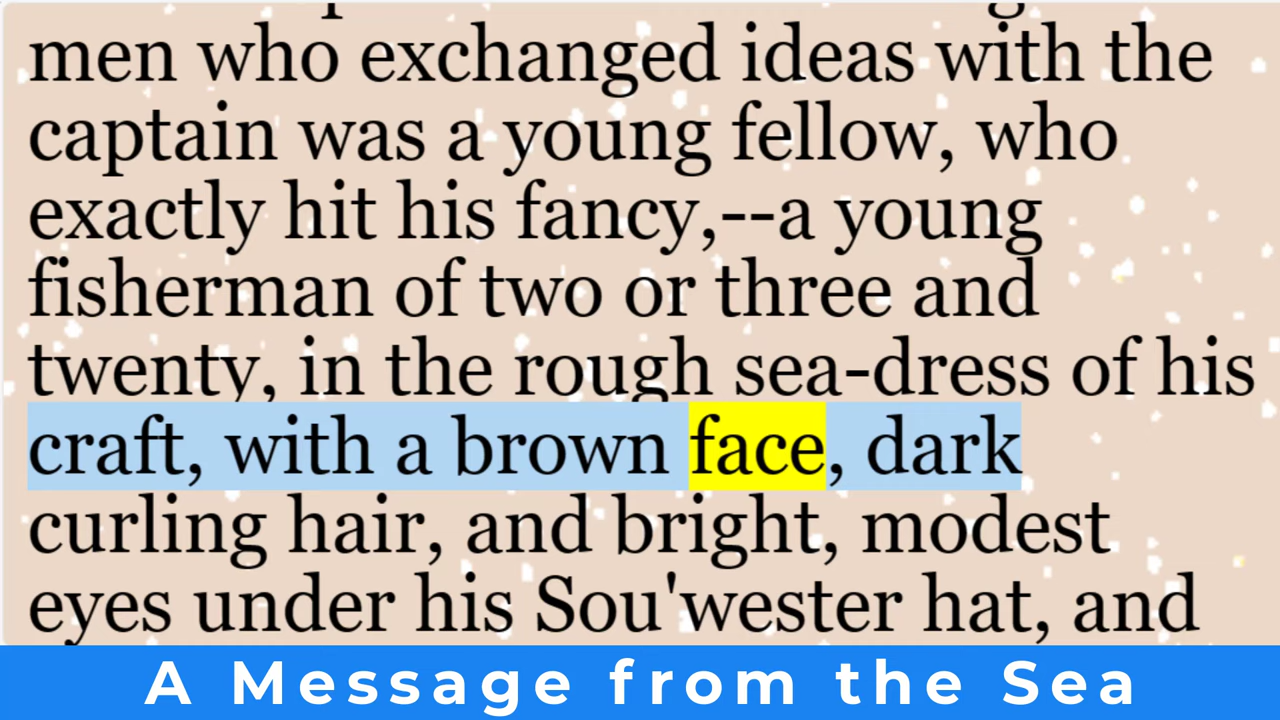 men who exchanged ideas with the
captain was a young fellow, who
exactly hit his fancy,--a young
fisherman of two or three and
twenty, in the rough sea-dress of his
craft, with a brown face, dark
curling hair, and bright, modest
eyes under his Sou'wester hat, and
A Message from the Sea